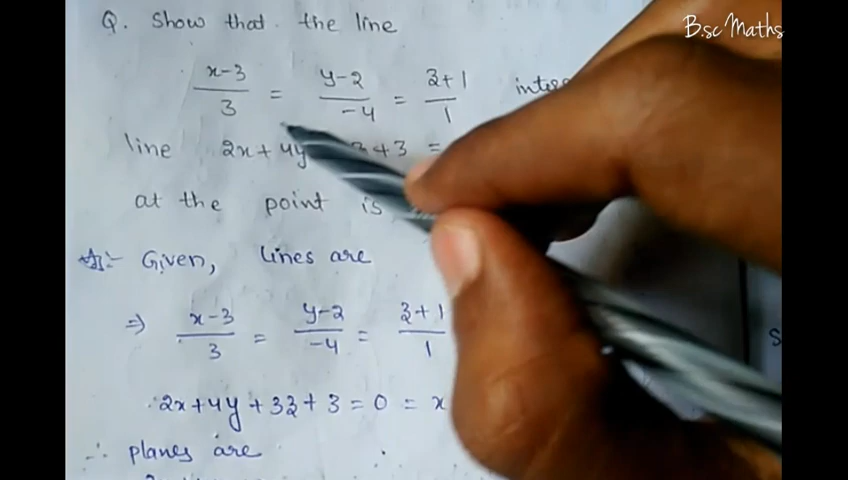 B.sc Maths
Q. Show that the line
x-3/3 = y-2/-4 = z+1/1
line 2x+4y z+3 =
at the point is
Given, lines are
⇒ x-3/3 = y-2/-4 = z+1/1
2x+4y+3z+3=0=x
∴ planes are